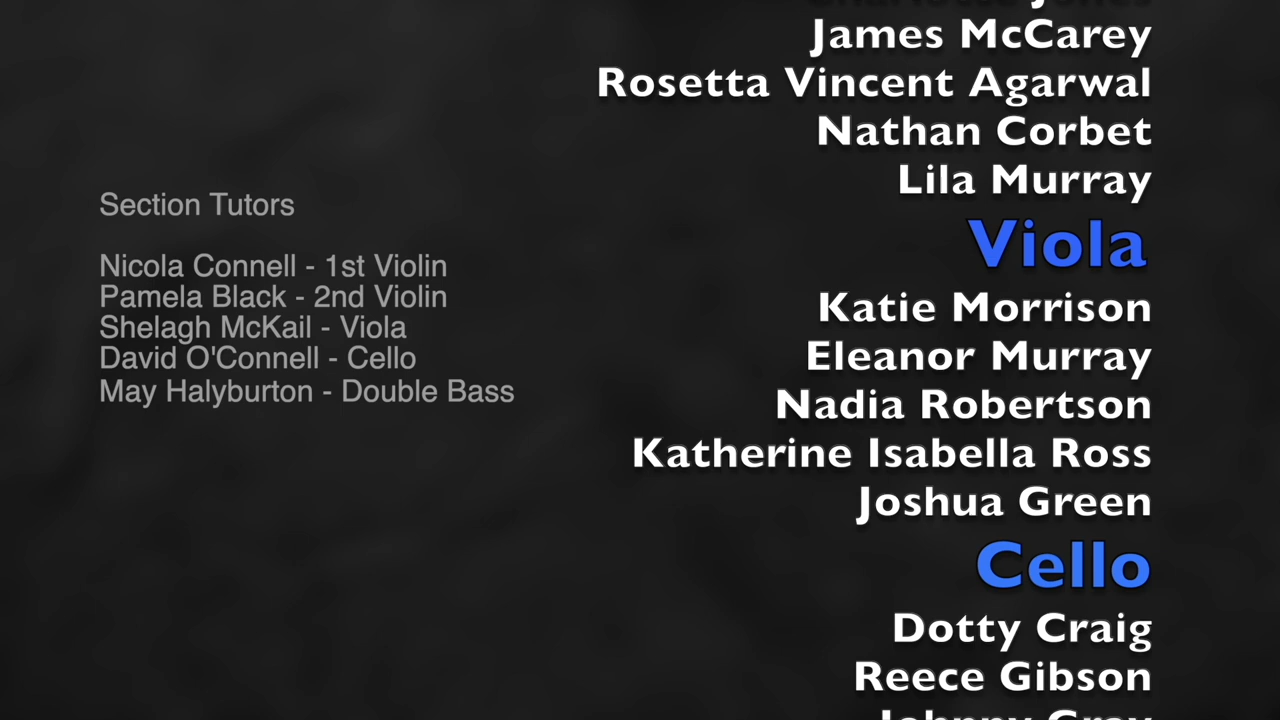 Section Tutors
Nicola Connell - 1st Violin
Pamela Black - 2nd Violin
Shelagh McKail - Viola
David O'Connell - Cello
May Halyburton - Double Bass
James McCarey
Rosetta Vincent Agarwal
Nathan Corbet
Lila Murray
Viola
Katie Morrison
Eleanor Murray
Nadia Robertson
Katherine Isabella Ross
Joshua Green
Cello
Dotty Craig
Reece Gibson